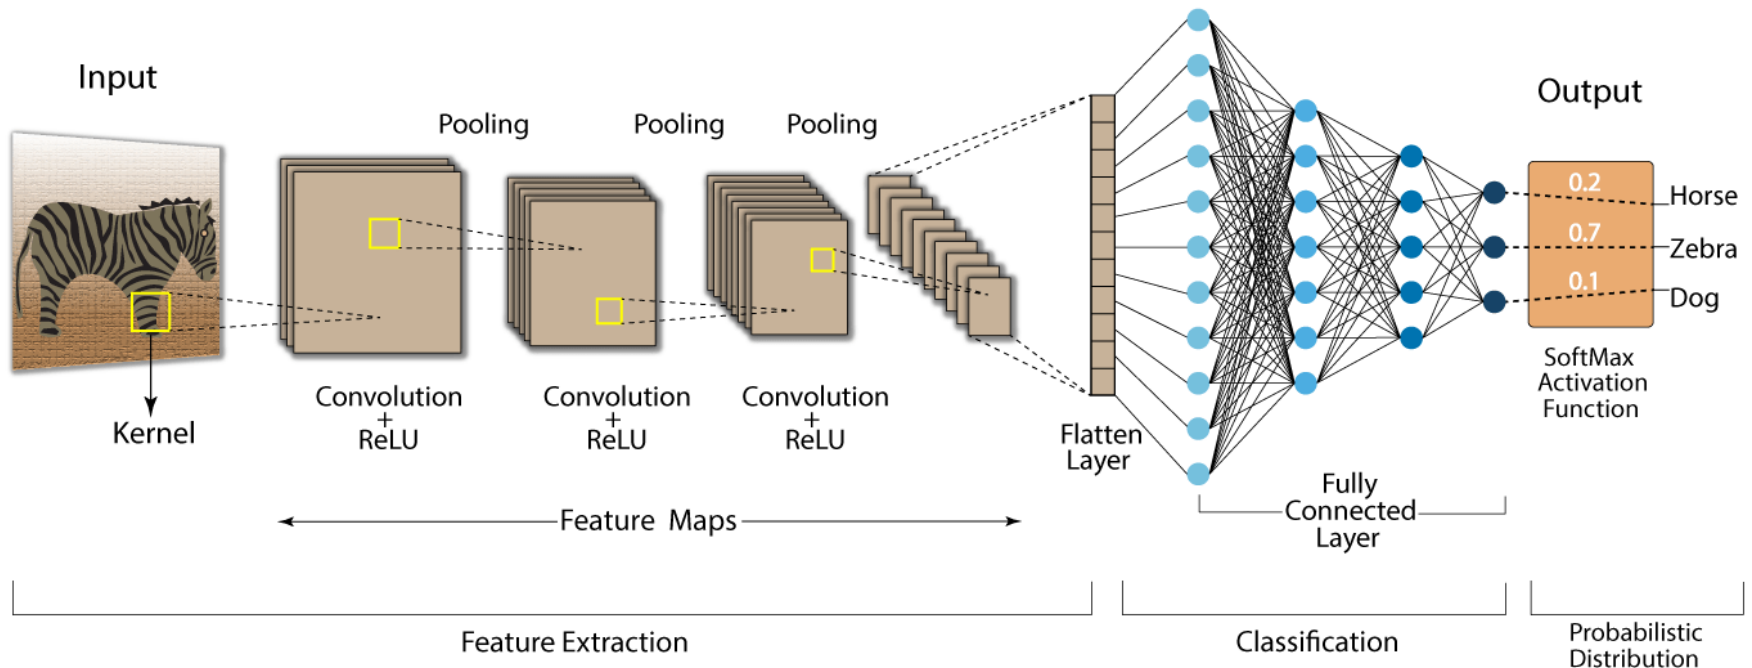 Input
Kernel
Pooling
Pooling
Pooling
Convolution
+
ReLU
Convolution
+
ReLU
Convolution
+
ReLU
Feature Maps
Flatten
Layer
Fully
Connected
Layer
Output
0.2
0.7
0.1
Horse
Zebra
Dog
SoftMax
Activation
Function
Feature Extraction
Classification
Probabilistic
Distribution